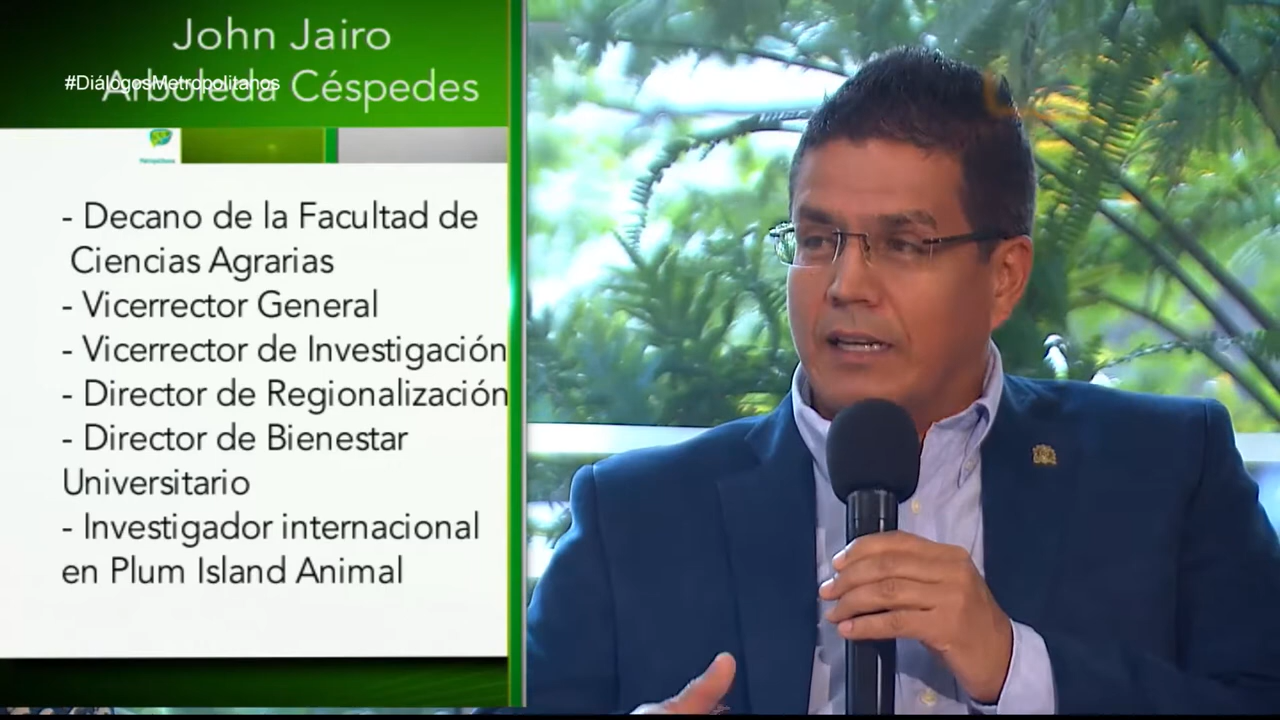 John Jairo
Arboleda Céspedes
#DiálogosMetropolitanos
- Decano de la Facultad de
Ciencias Agrarias
- Vicerrector General
- Vicerrector de Investigación
- Director de Regionalización
- Director de Bienestar
Universitario
- Investigador internacional
en Plum Island Animal